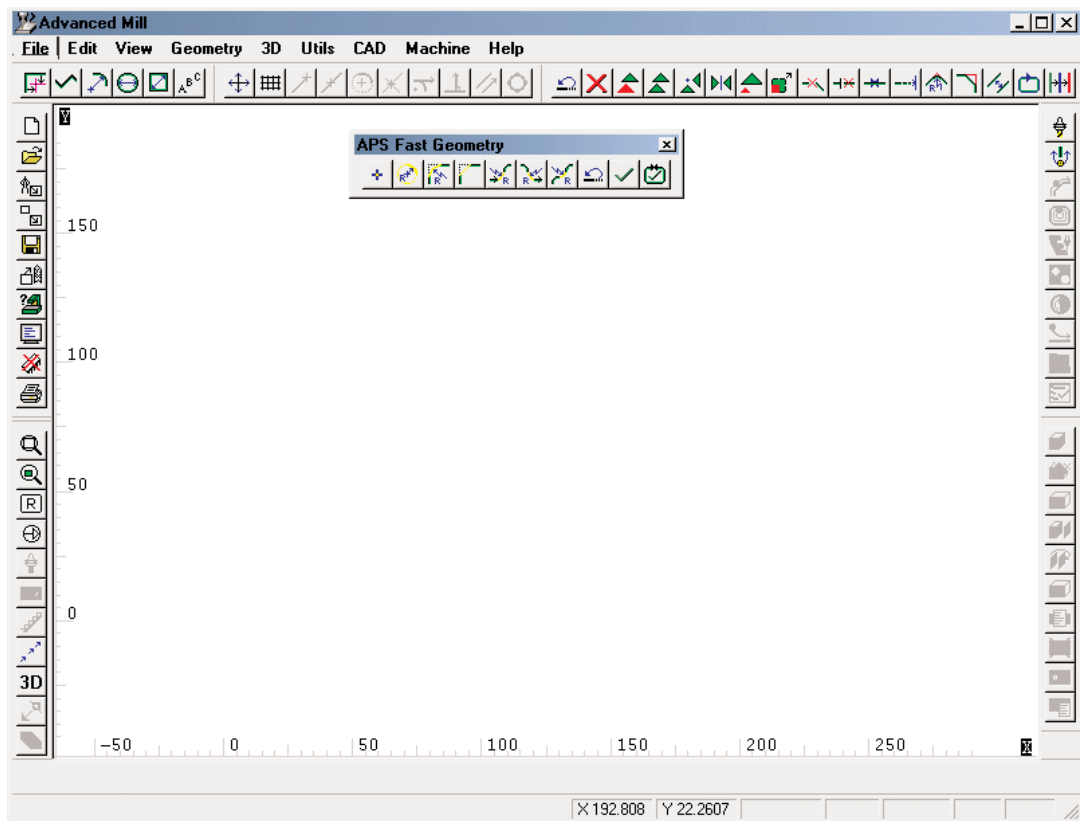 Advanced Mill
File Edit View Geometry 3D Utils CAD Machine Help
A B C
R
Y
APS Fast Geometry
R R R R R
150
100
50
0
R
3D
-50 0 50 100 150 200 250 X
X 192.808 Y 22.2607